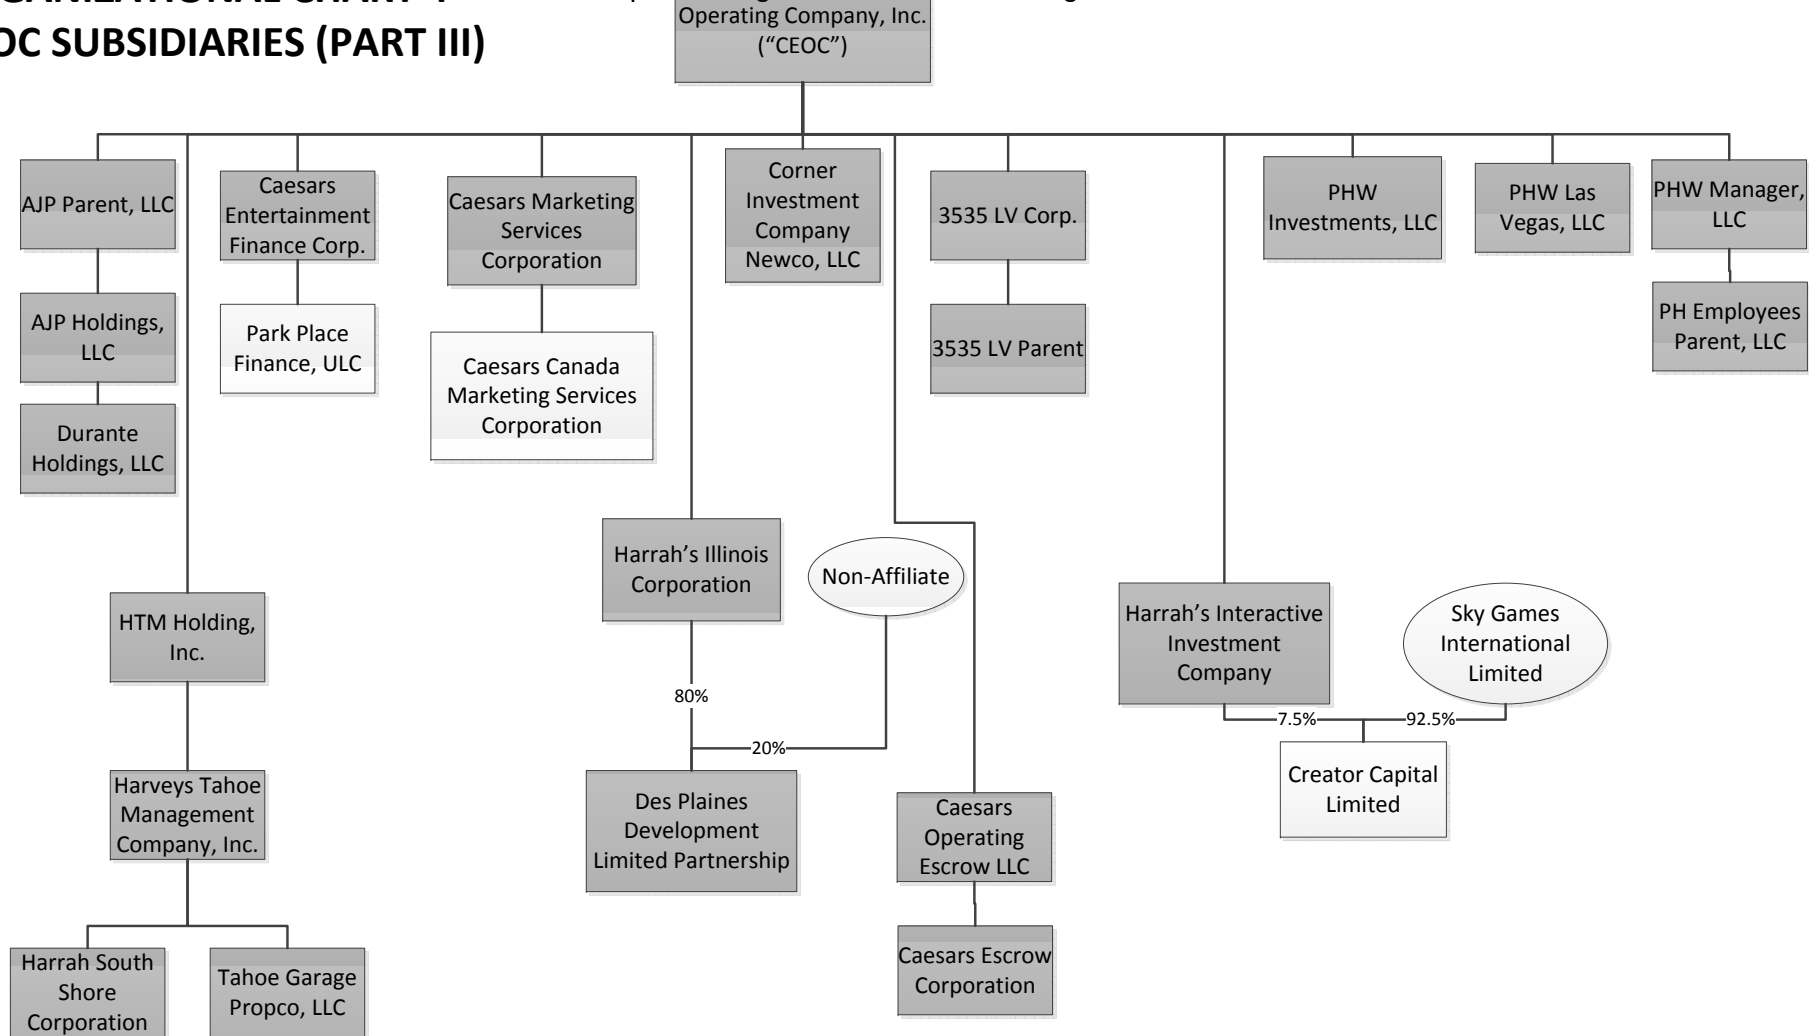 OC SUBSIDIARIES (PART III)
Operating Company, Inc.
("CEOC")
AJP Parent, LLC
AJP Holdings,
LLC
Durante
Holdings, LLC
Caesars
Entertainment
Finance Corp.
Park Place
Finance, ULC
Caesars Marketing
Services
Corporation
Caesars Canada
Marketing Services
Corporation
Corner
Investment
Company
Newco, LLC
3535 LV Corp.
3535 LV Parent
PHW
Investments, LLC
PHW Las
Vegas, LLC
PHW Manager,
LLC
PH Employees
Parent, LLC
HTM Holding,
Inc.
Harveys Tahoe
Management
Company, Inc.
Harrah South
Shore
Corporation
Tahoe Garage
Propco, LLC
Harrah’s Illinois
Corporation
Non-Affiliate
80%
20%
Des Plaines
Development
Limited Partnership
Caesars
Operating
Escrow LLC
Caesars Escrow
Corporation
Harrah’s Interactive
Investment
Company
Sky Games
International
Limited
7.5%
92.5%
Creator Capital
Limited